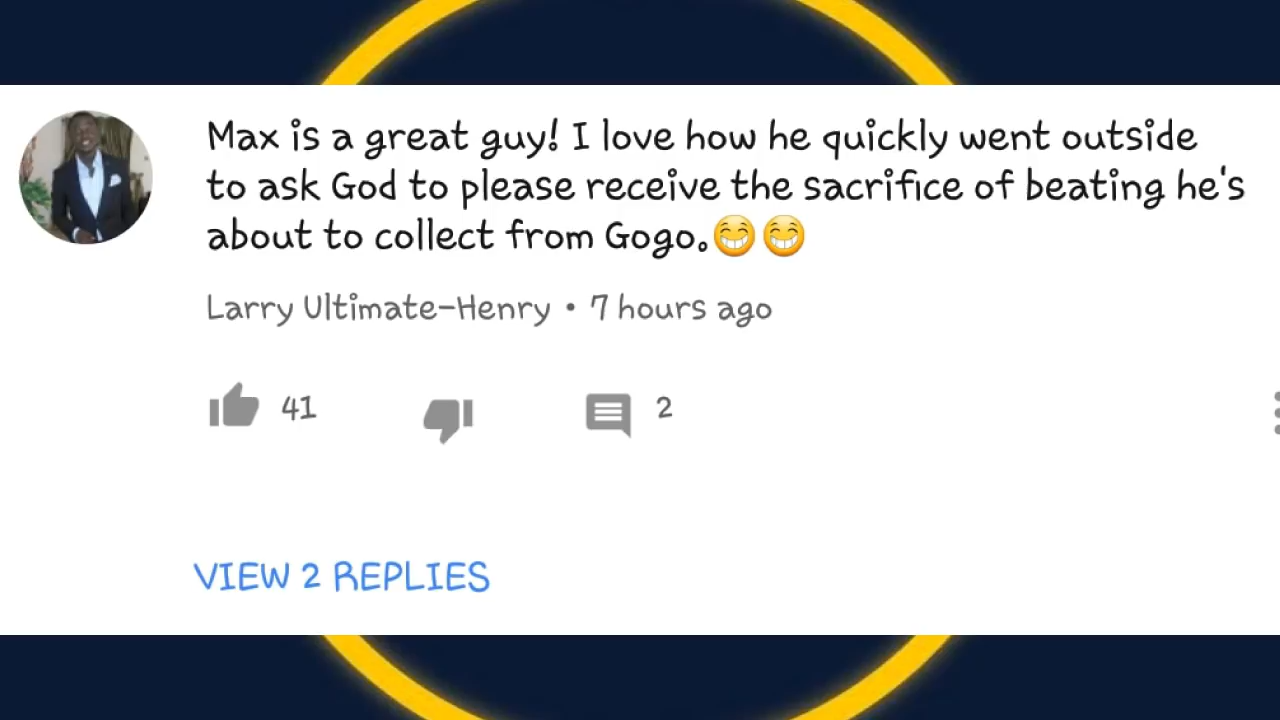 Max is a great guy! I love how he quickly went outside
to ask God to please receive the sacrifice of beating he's
about to collect from Gogo.😁😁
Larry Ultimate-Henry • 7 hours ago
41
2
VIEW 2 REPLIES